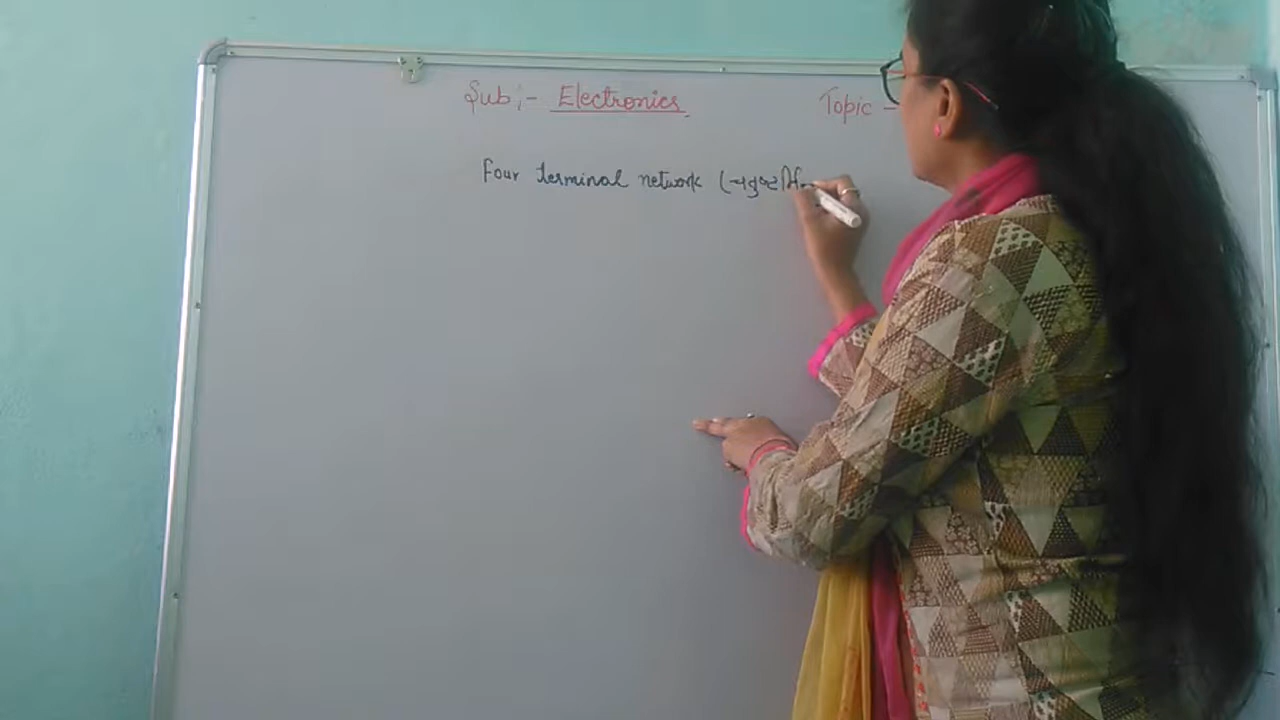 Sub :- Electronics Topic -
Four terminal network (